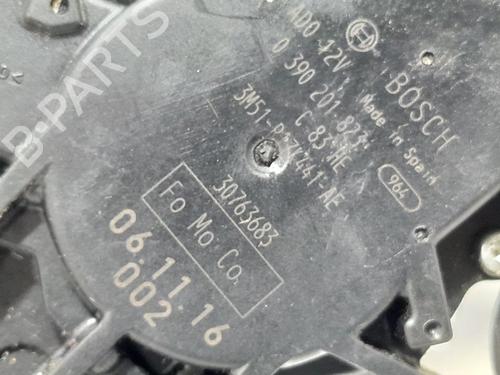 BOSCH
Made in Spain
964
ADO 12V
0 390 201 823
C 83-HE
30763683
Fo Mo Co.
06.11.16
002
B-PARTS